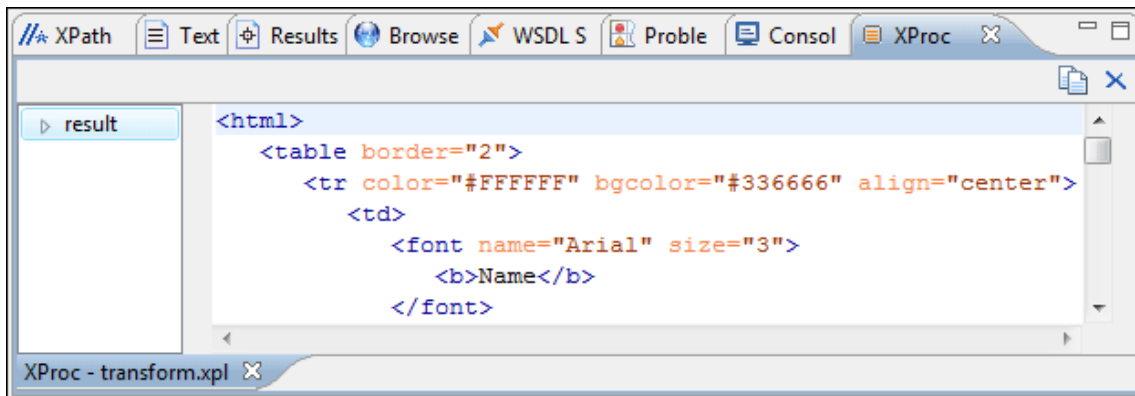 XPath Text Results Browse WSDL S Proble Consol XProc
result
<html>
<table border="2">
<tr color="#FFFFFF" bgcolor="#336666" align="center">
<td>
<font name="Arial" size="3">
<b>Name</b>
</font>
XProc - transform.xpl